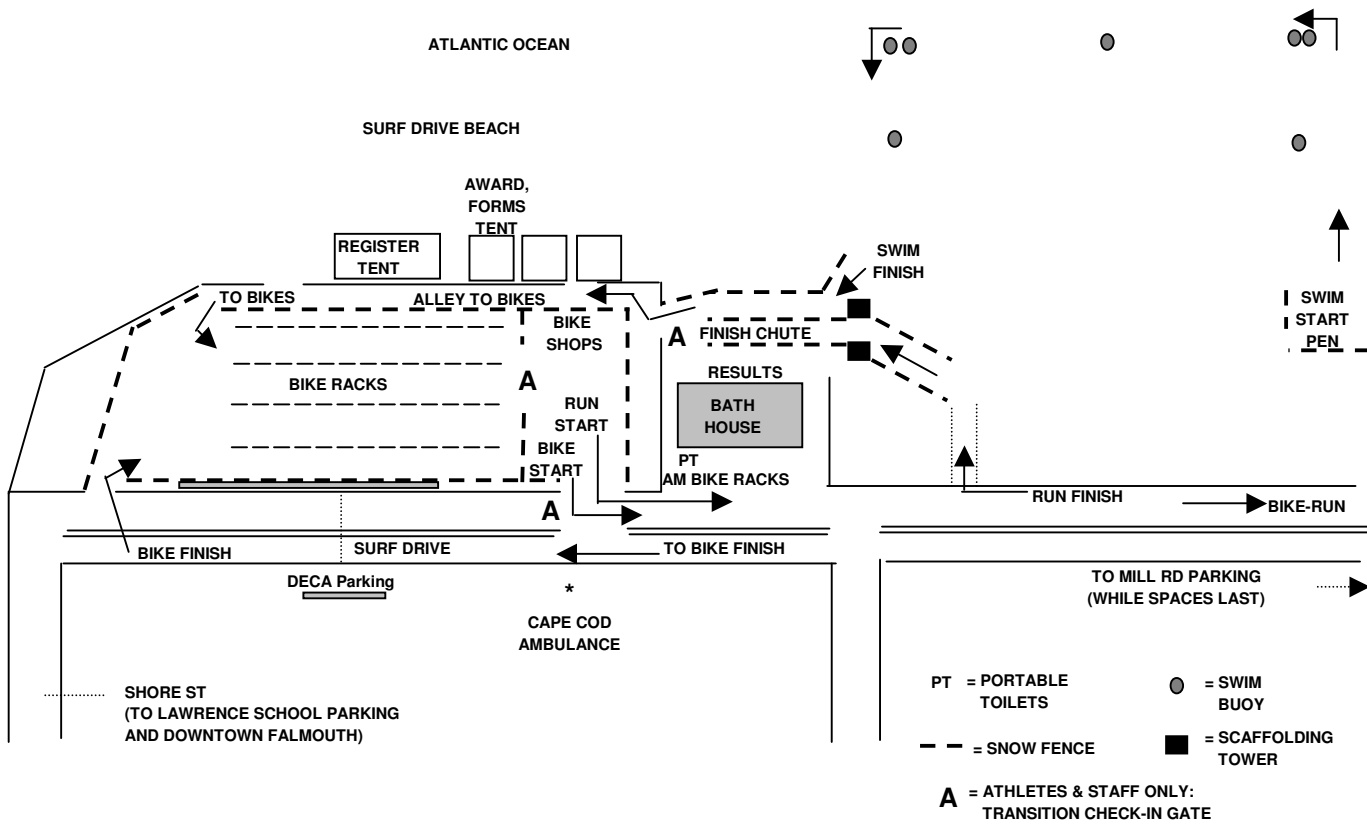 ATLANTIC OCEAN
SURF DRIVE BEACH
AWARD,
FORMS
TENT
REGISTER
TENT
SWIM
FINISH
TO BIKES
ALLEY TO BIKES
SWIM
START
PEN
BIKE
SHOPS
A
FINISH CHUTE
RESULTS
BIKE RACKS
A
BATH
HOUSE
RUN
START
BIKE
START
PT
AM BIKE RACKS
RUN FINISH
BIKE-RUN
A
BIKE FINISH
SURF DRIVE
TO BIKE FINISH
DECA Parking
*
CAPE COD
AMBULANCE
TO MILL RD PARKING
(WHILE SPACES LAST)
SHORE ST
(TO LAWRENCE SCHOOL PARKING
AND DOWNTOWN FALMOUTH)
PT = PORTABLE
TOILETS
= SWIM
BUOY
= SNOW FENCE
= SCAFFOLDING
TOWER
A = ATHLETES & STAFF ONLY:
TRANSITION CHECK-IN GATE